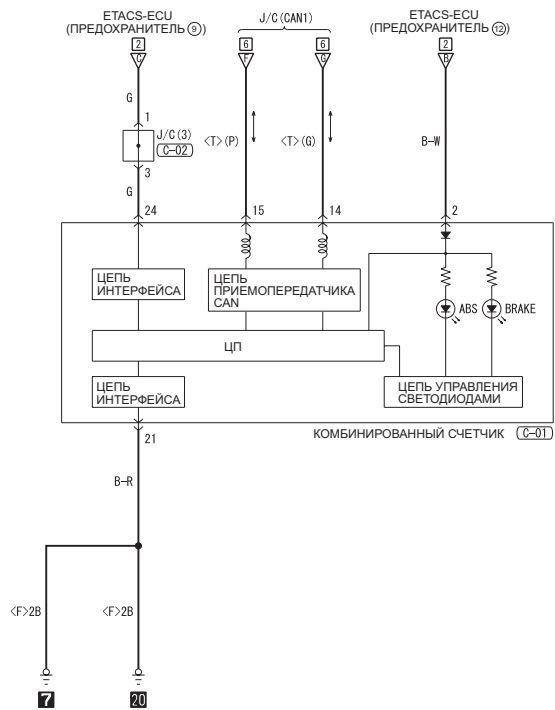 ETACS-ECU
(ПРЕДОХРАНИТЕЛЬ ⑨)
J/C(CAN1)
ETACS-ECU
(ПРЕДОХРАНИТЕЛЬ ⑫)
2
6
6
2
C
F
G
B
G
1
J/C(3)
C-02
3
G
<T>(P)
<T>(G)
B-W
24
15
14
2
ЦЕПЬ
ИНТЕРФЕЙСА
ЦЕПЬ
ПРИЕМОПЕРЕДАТЧИКА
CAN
ABS
BRAKE
ЦП
ЦЕПЬ
ИНТЕРФЕЙСА
ЦЕПЬ УПРАВЛЕНИЯ
СВЕТОДИОДАМИ
КОМБИНИРОВАННЫЙ СЧЕТЧИК C-01
21
B-R
<F>2B
<F>2B
7
20